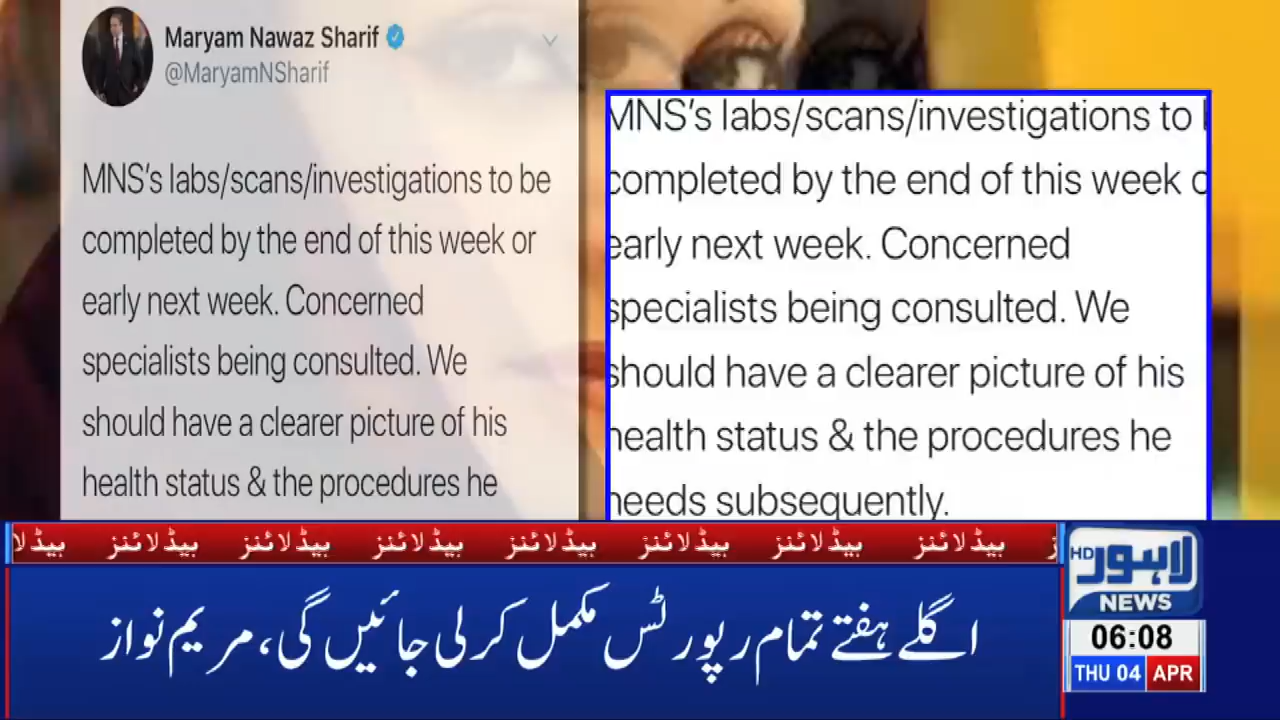 Maryam Nawaz Sharif
@MaryamNSharif
MNS's labs/scans/investigations to be
completed by the end of this week or
early next week. Concerned
specialists being consulted. We
should have a clearer picture of his
health status & the procedures he
MNS's labs/scans/investigations to
completed by the end of this week
early next week. Concerned
specialists being consulted. We
should have a clearer picture of his
health status & the procedures he
needs subsequently.
ہیڈلائنز ہیڈلائنز ہیڈلائنز ہیڈلائنز ہیڈلائنز ہیڈلائنز ہیڈلائنز
اگلے ہفتے تمام رپورٹس مکمل کرلی جائیں گی، مریم نواز
لاہور HD
NEWS
06:08
THU 04 APR